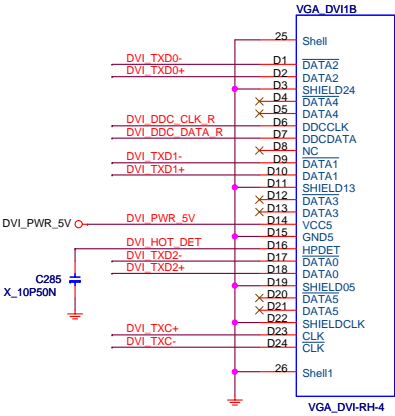 VGA_DVI1B
25 Shell
DVI_TXD0- D1 DATA2
DVI_TXD0+ D2 DATA2
D3 SHIELD24
D4 DATA4
D5 DATA4
DVI_DDC_CLK_R D6 DDCCLK
DVI_DDC_DATA_R D7 DDCDATA
D8 NC
DVI_TXD1- D9 DATA1
DVI_TXD1+ D10 DATA1
D11 SHIELD13
D12 DATA3
D13 DATA3
DVI_PWR_5V DVI_PWR_5V D14 VCC5
D15 GND5
DVI_HOT_DET D16 HPDET
DVI_TXD2- D17 DATA0
DVI_TXD2+ D18 DATA0
D19 SHIELD05
C285
X_10P50N
D20 DATA5
D21 DATA5
D22 SHIELDCLK
DVI_TXC+ D23 CLK
DVI_TXC- D24 CLK
26 Shell1
VGA_DVI-RH-4